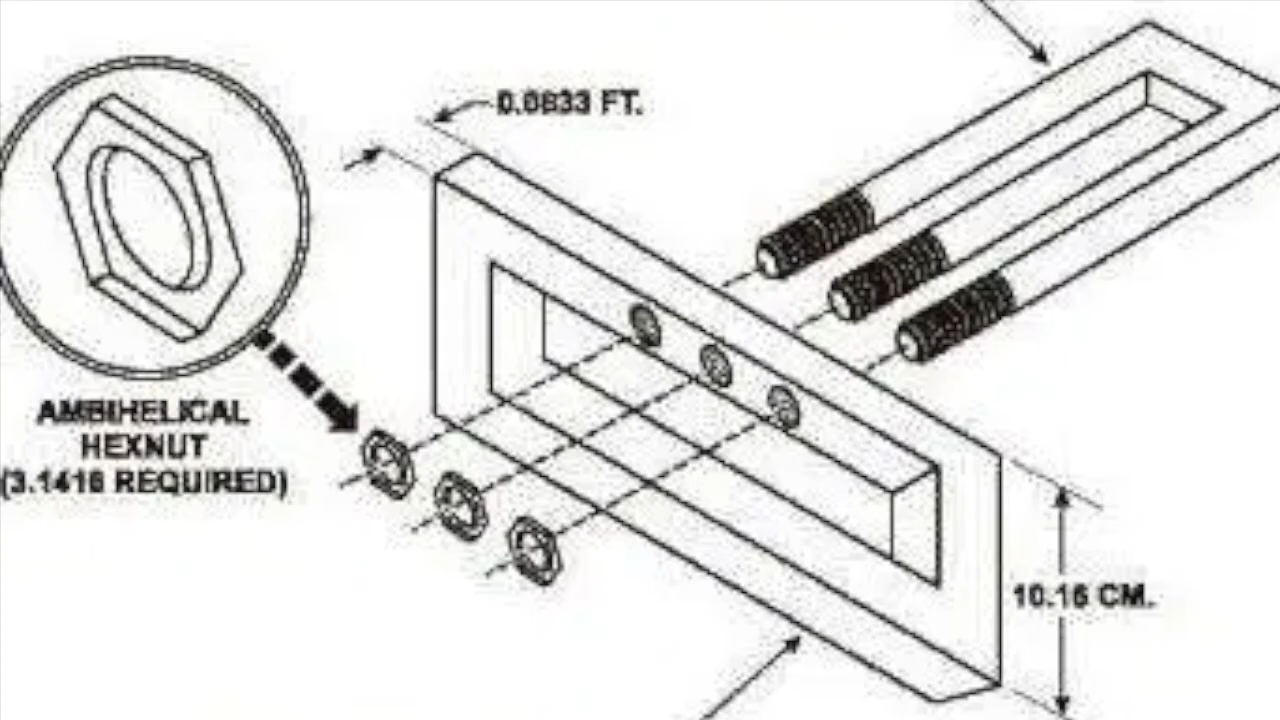 0.0833 FT.
AMBIHELICAL
HEXNUT
(3.1416 REQUIRED)
10.16 CM.